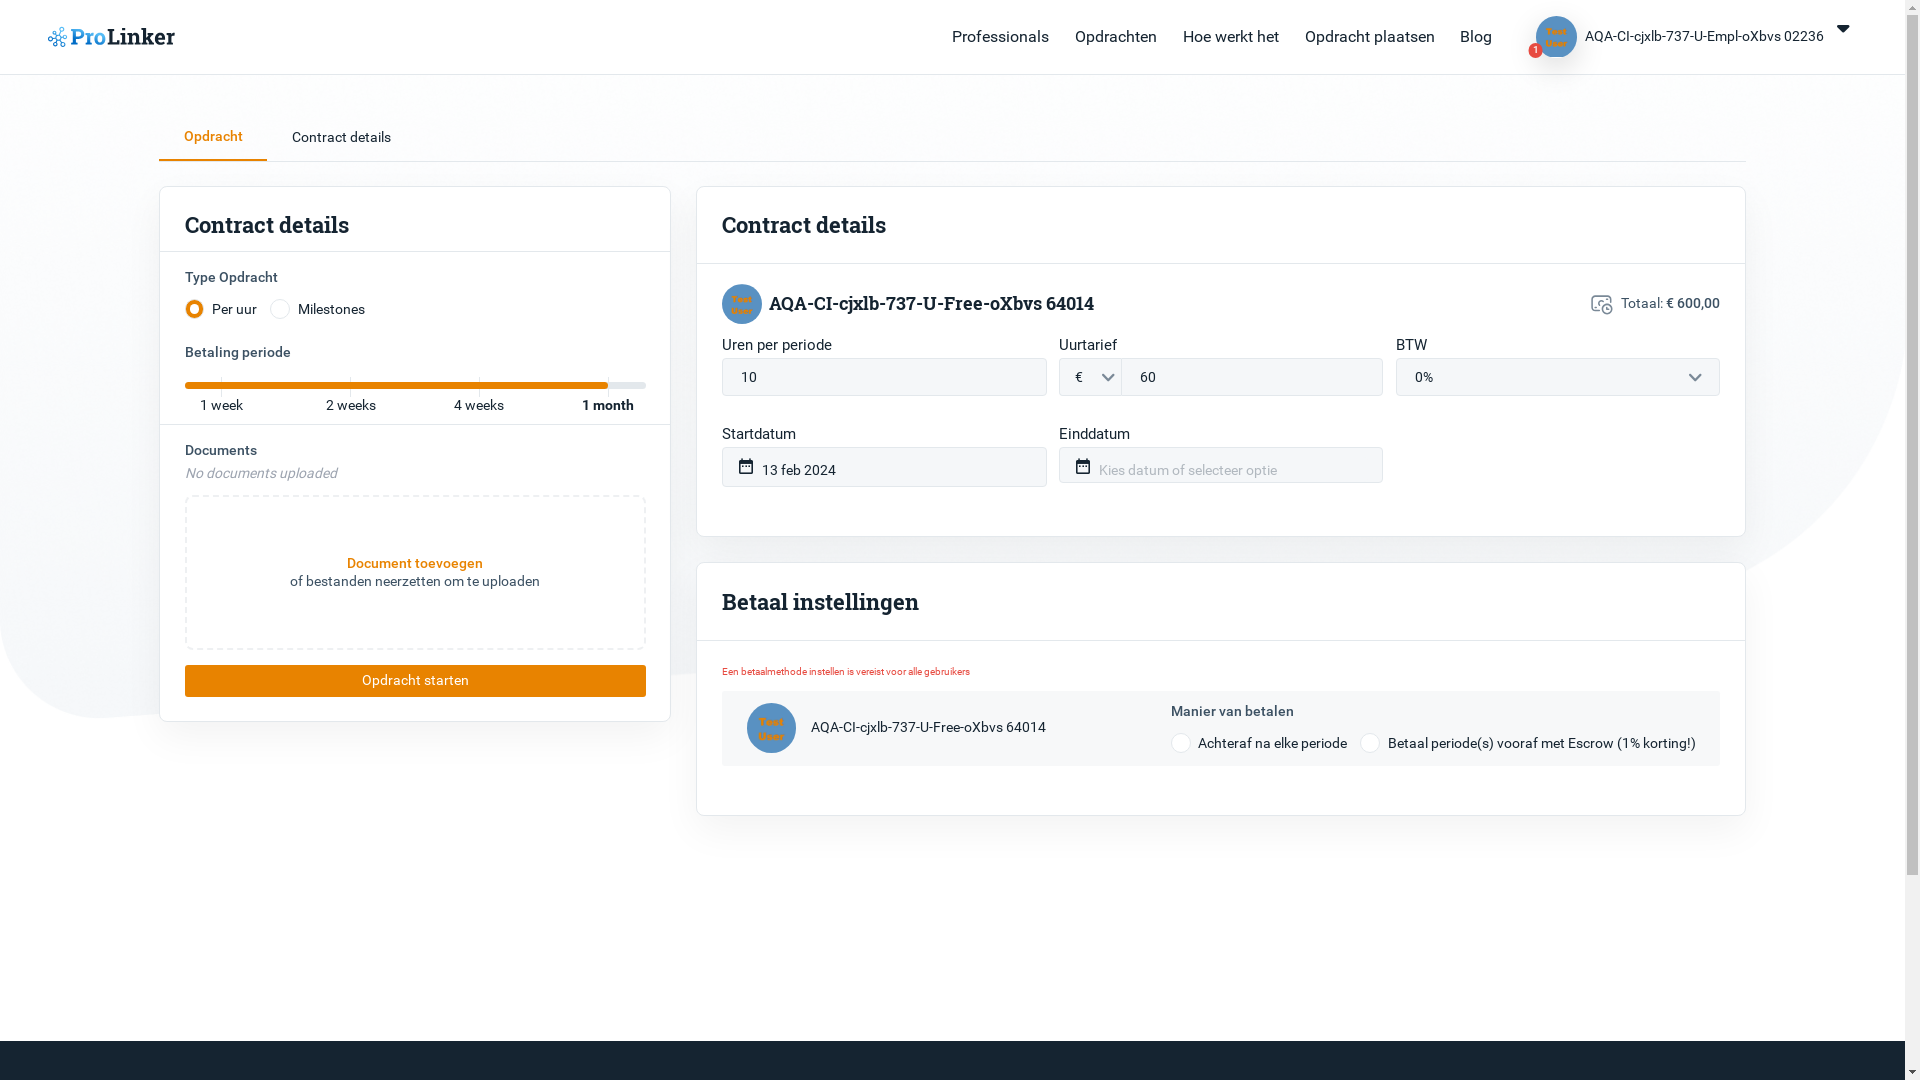 ProLinker
Professionals
Opdrachten
Hoe werkt het
Opdracht plaatsen
Blog
Test
User
1
AQA-CI-cjxlb-737-U-Empl-oXbvs 02236
Opdracht
Contract details
Contract details
Type Opdracht
Per uur
Milestones
Betaling periode
1 week
2 weeks
4 weeks
1 month
Documents
No documents uploaded
Document toevoegen
of bestanden neerzetten om te uploaden
Opdracht starten
Contract details
Test
User
AQA-CI-cjxlb-737-U-Free-oXbvs 64014
Totaal: € 600,00
Uren per periode
Uurtarief
BTW
10
€
60
0%
Startdatum
Einddatum
13 feb 2024
Kies datum of selecteer optie
Betaal instellingen
Een betaalmethode instellen is vereist voor alle gebruikers
Test
User
AQA-CI-cjxlb-737-U-Free-oXbvs 64014
Manier van betalen
Achteraf na elke periode
Betaal periode(s) vooraf met Escrow (1% korting!)